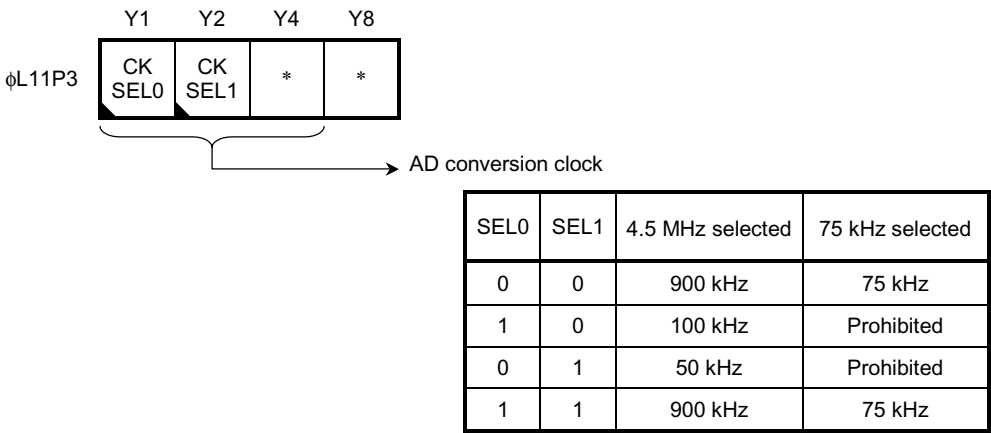 Y1 Y2 Y4 Y8
ϕL11P3
CK SEL0
CK SEL1
*
*
AD conversion clock
SEL0 SEL1 4.5 MHz selected 75 kHz selected
0 0 900 kHz 75 kHz
1 0 100 kHz Prohibited
0 1 50 kHz Prohibited
1 1 900 kHz 75 kHz